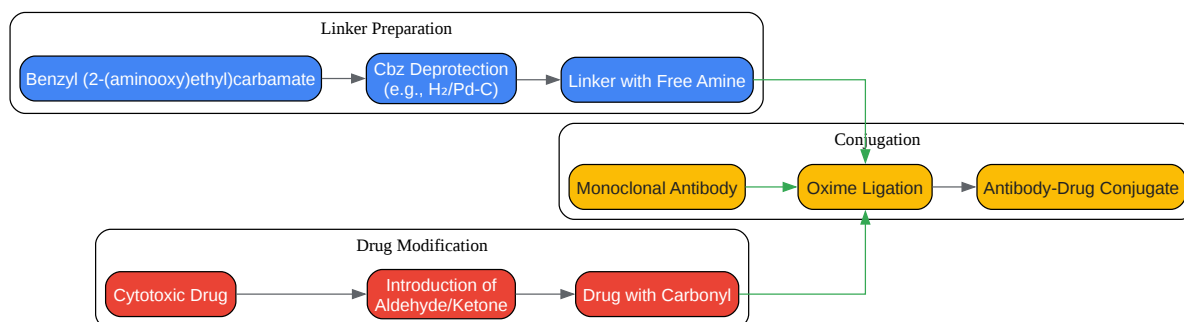 Linker Preparation
Benzyl (2-(aminooxy)ethyl)carbamate
Cbz Deprotection
(e.g., H₂/Pd-C)
Linker with Free Amine
Conjugation
Monoclonal Antibody
Oxime Ligation
Antibody-Drug Conjugate
Drug Modification
Cytotoxic Drug
Introduction of
Aldehyde/Ketone
Drug with Carbonyl